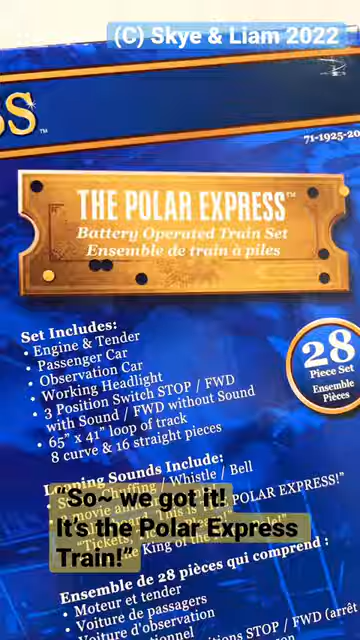 (C) Skye & Liam 2022
SS™
71-1925-20
THE POLAR EXPRESS™
Battery Operated Train Set
Ensemble de train à piles
Set Includes:
• Engine & Tender
• Passenger Car
• Observation Car
• Working Headlight
• 3 Position Switch STOP / FWD
with Sound / FWD without Sound
• 65" x 41" loop of track
8 curve & 16 straight pieces
28
Piece Set
Ensemble
Pièces
Sounds Include:
/ Whistle / Bell
POLAR EXPRESS!"
"Tickets,
King of the
"So~ we got it!
It's the Polar Express
Train!"
Ensemble de 28 pièces qui comprend :
• Moteur et tender
• Voiture de passagers
• Voiture d'observation
STOP / FWD (arrêt